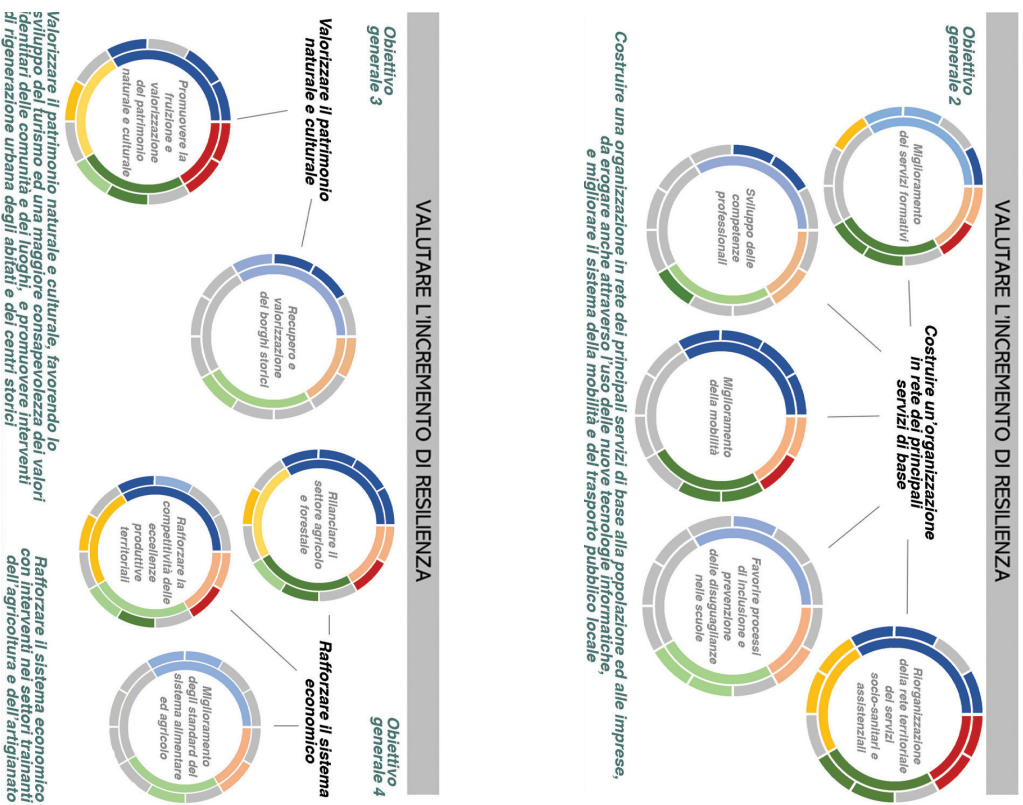 VALUTARE L'INCREMENTO DI RESILIENZA
Obiettivo
generale 2
Costruire un'organizzazione
in rete dei principali
servizi di base
Miglioramento
dei servizi formativi
Sviluppo delle
competenze
professionali
Miglioramento
della mobilità
Favorire processi
di inclusione e
prevenzione
delle disuguaglianze
nelle scuole
Riorganizzazione
della rete territoriale
dei servizi
socio-sanitari e
assistenziali
Costruire una organizzazione in rete dei principali servizi di base alla popolazione ed alle imprese,
da erogare anche attraverso l'uso delle nuove tecnologie informatiche,
e migliorare il sistema della mobilità e del trasporto pubblico locale
VALUTARE L'INCREMENTO DI RESILIENZA
Obiettivo
generale 3
Valorizzare il patrimonio
naturale e culturale
Promuovere la
fruizione e
valorizzazione
del patrimonio
naturale e culturale
Recupero e
valorizzazione
dei borghi storici
Valorizzare il patrimonio naturale e culturale, favorendo lo
sviluppo del turismo ed una maggiore consapevolezza dei valori
identitari delle comunità e dei luoghi, e promuovere interventi
di rigenerazione urbana degli abitati e dei centri storici
Obiettivo
generale 4
Rafforzare il sistema
economico
Rilanciare il
settore agricolo
e forestale
Rafforzare la
competitività delle
eccellenze
produttive
territoriali
Miglioramento
degli standard del
sistema alimentare
ed agricolo
Rafforzare il sistema economico
con interventi nei settori trainanti
dell'agricoltura e dell'artigianato